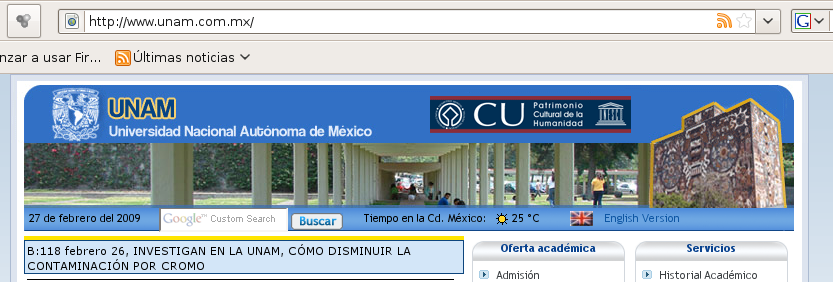 http://www.unam.com.mx/
G
nzar a usar Fir... Últimas noticias
UNAM
Universidad Nacional Autónoma de México
CU Patrimonio
Cultural de la
Humanidad
27 de febrero del 2009 Google™ Custom Search Buscar Tiempo en la Cd. México: 25 °C English Version
B:118 febrero 26, INVESTIGAN EN LA UNAM, CÓMO DISMINUIR LA
CONTAMINACIÓN POR CROMO
Oferta académica
Admisión
Servicios
Historial Académico